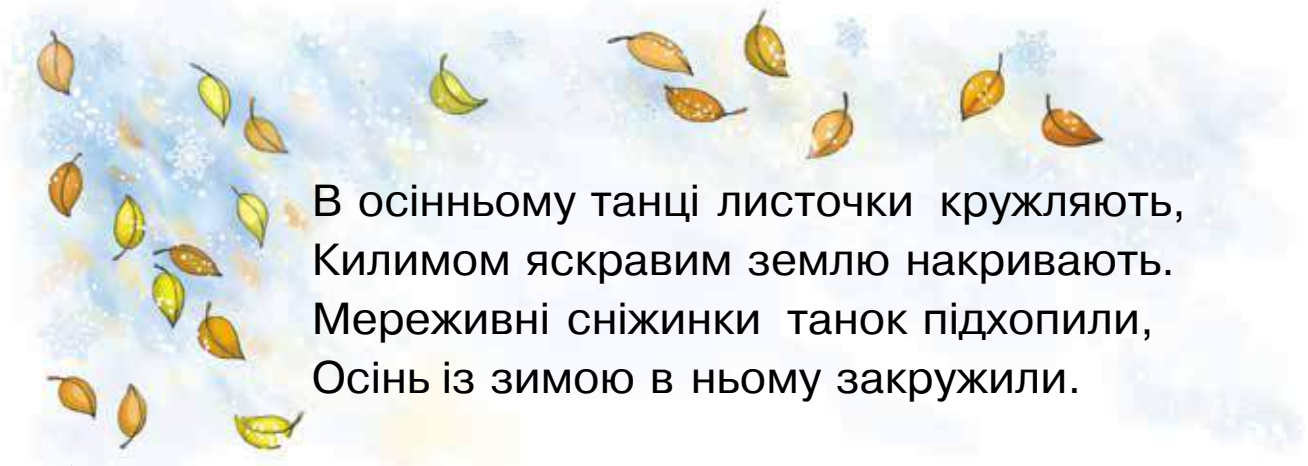 В осінньому танці листочки кружляють,
Килимом яскравим землю накривають.
Мереживні сніжинки танок підхопили,
Осінь із зимою в ньому закружили.